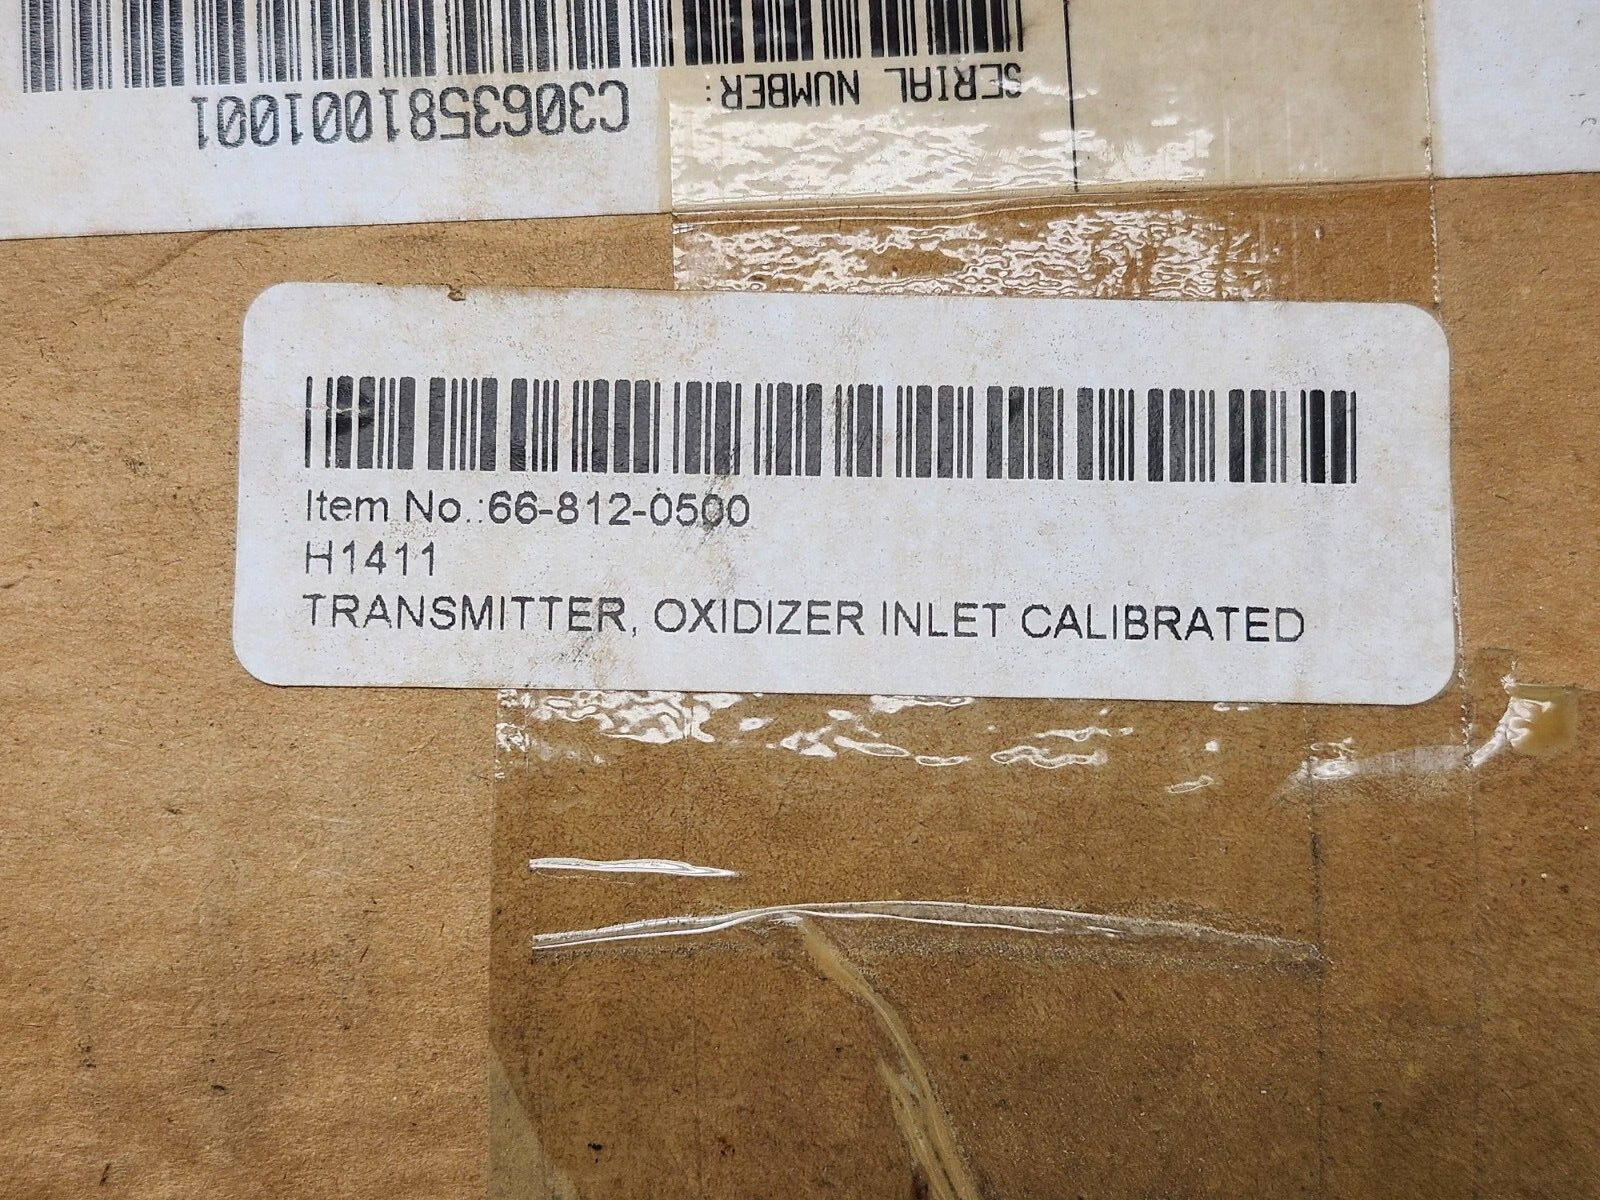 SERIAL NUMBER:
C3063581001001
Item No.:66-812-0500
H1411
TRANSMITTER, OXIDIZER INLET CALIBRATED